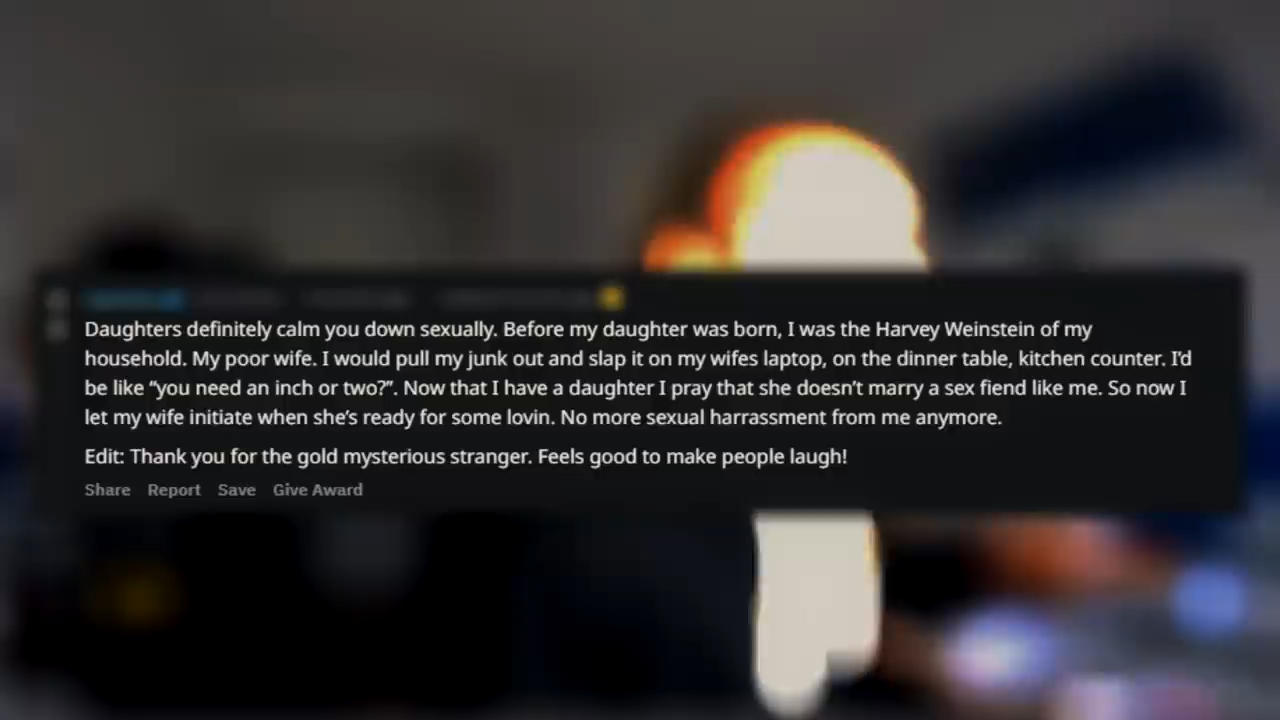 Daughters definitely calm you down sexually. Before my daughter was born, I was the Harvey Weinstein of my
household. My poor wife. I would pull my junk out and slap it on my wifes laptop, on the dinner table, kitchen counter. I'd
be like “you need an inch or two?”. Now that I have a daughter I pray that she doesn't marry a sex fiend like me. So now I
let my wife initiate when she's ready for some lovin. No more sexual harrassment from me anymore.
Edit: Thank you for the gold mysterious stranger. Feels good to make people laugh!
Share Report Save Give Award